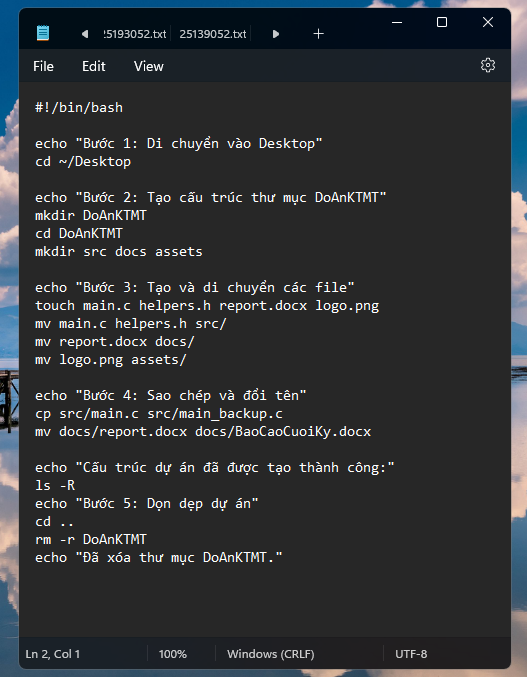 25193052.txt 25139052.txt
File Edit View
#!/bin/bash
echo "Bước 1: Di chuyển vào Desktop"
cd ~/Desktop
echo "Bước 2: Tạo cấu trúc thư mục DoAnKTMT"
mkdir DoAnKTMT
cd DoAnKTMT
mkdir src docs assets
echo "Bước 3: Tạo và di chuyển các file"
touch main.c helpers.h report.docx logo.png
mv main.c helpers.h src/
mv report.docx docs/
mv logo.png assets/
echo "Bước 4: Sao chép và đổi tên"
cp src/main.c src/main_backup.c
mv docs/report.docx docs/BaoCaoCuoiKy.docx
echo "Cấu trúc dự án đã được tạo thành công:"
ls -R
echo "Bước 5: Dọn dẹp dự án"
cd ..
rm -r DoAnKTMT
echo "Đã xóa thư mục DoAnKTMT."
Ln 2, Col 1 100% Windows (CRLF) UTF-8